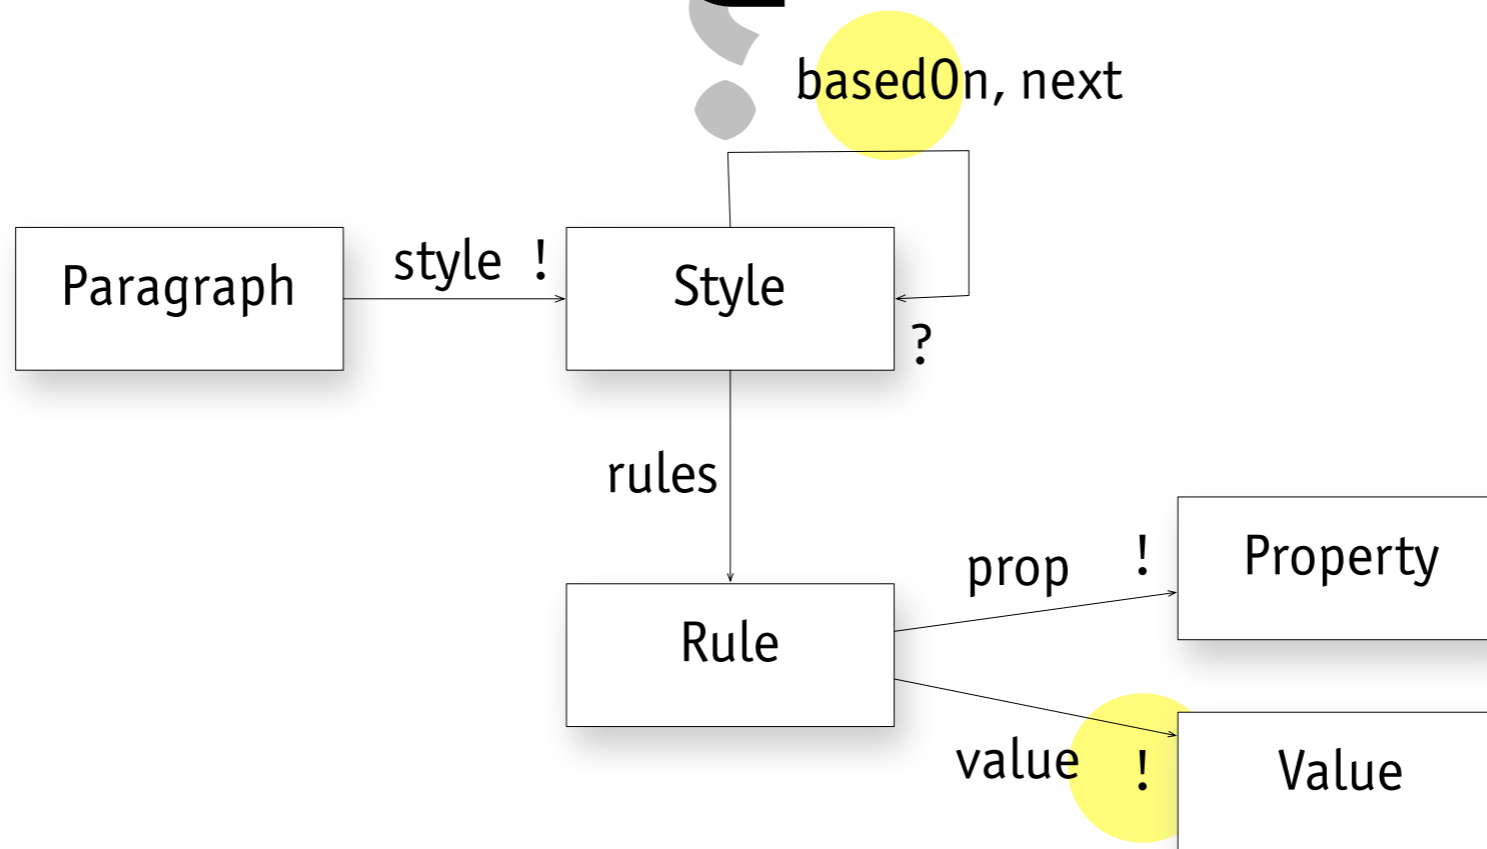 basedOn, next
Paragraph
style !
Style
?
rules
Rule
prop !
Property
value !
Value